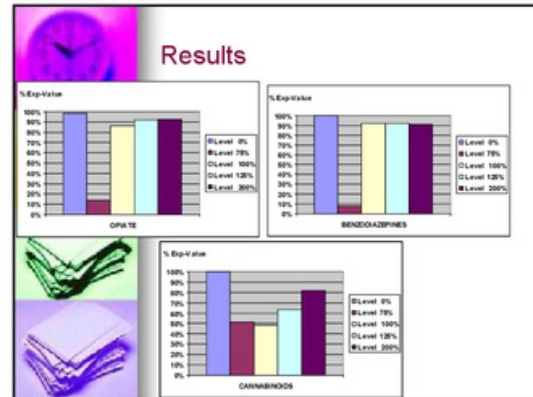 Results
% Exp-Value
100%
90%
80%
70%
60%
50%
40%
30%
20%
10%
0%
OPIATE
Level 0%
Level 75%
Level 100%
Level 125%
Level 200%
% Exp-Value
100%
90%
80%
70%
60%
50%
40%
30%
20%
10%
0%
BENZODIAZEPINES
Level 0%
Level 75%
Level 100%
Level 125%
Level 200%
% Exp-Value
100%
90%
80%
70%
60%
50%
40%
30%
20%
10%
0%
CANNABINOIDS
Level 0%
Level 75%
Level 100%
Level 125%
Level 200%